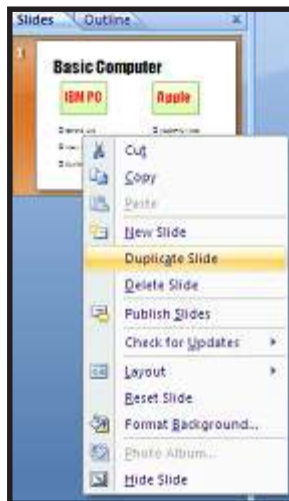 Slides
Outline
x
1
Basic Computer
IBM PC
Apple
Cut
Copy
Paste
New Slide
Duplicate Slide
Delete Slide
Publish Slides
Check for Updates
Layout
Reset Slide
Format Background...
Photo Album...
Hide Slide